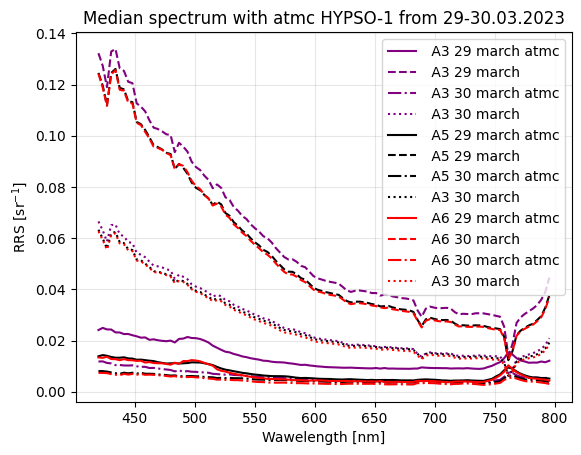 Median spectrum with atmc HYPSO-1 from 29-30.03.2023
A3 29 march atmc
A3 29 march
A3 30 march atmc
A3 30 march
A5 29 march atmc
A5 29 march
A5 30 march atmc
A3 30 march
A6 29 march atmc
A6 30 march
A6 30 march atmc
A3 30 march
0.14
0.12
0.10
0.08
0.06
0.04
0.02
0.00
RRS [sr⁻¹]
450 500 550 600 650 700 750 800
Wawelength [nm]